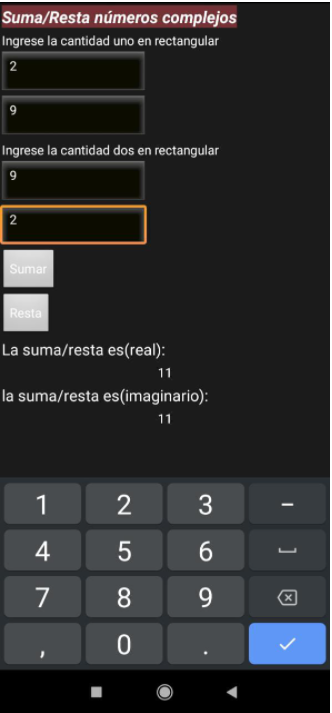 Suma/Resta números complejos
Ingrese la cantidad uno en rectangular
2
9
Ingrese la cantidad dos en rectangular
9
2
Sumar
Resta
La suma/resta es(real):
11
la suma/resta es(imaginario):
11
1 2 3 –
4 5 6
7 8 9
, 0 .